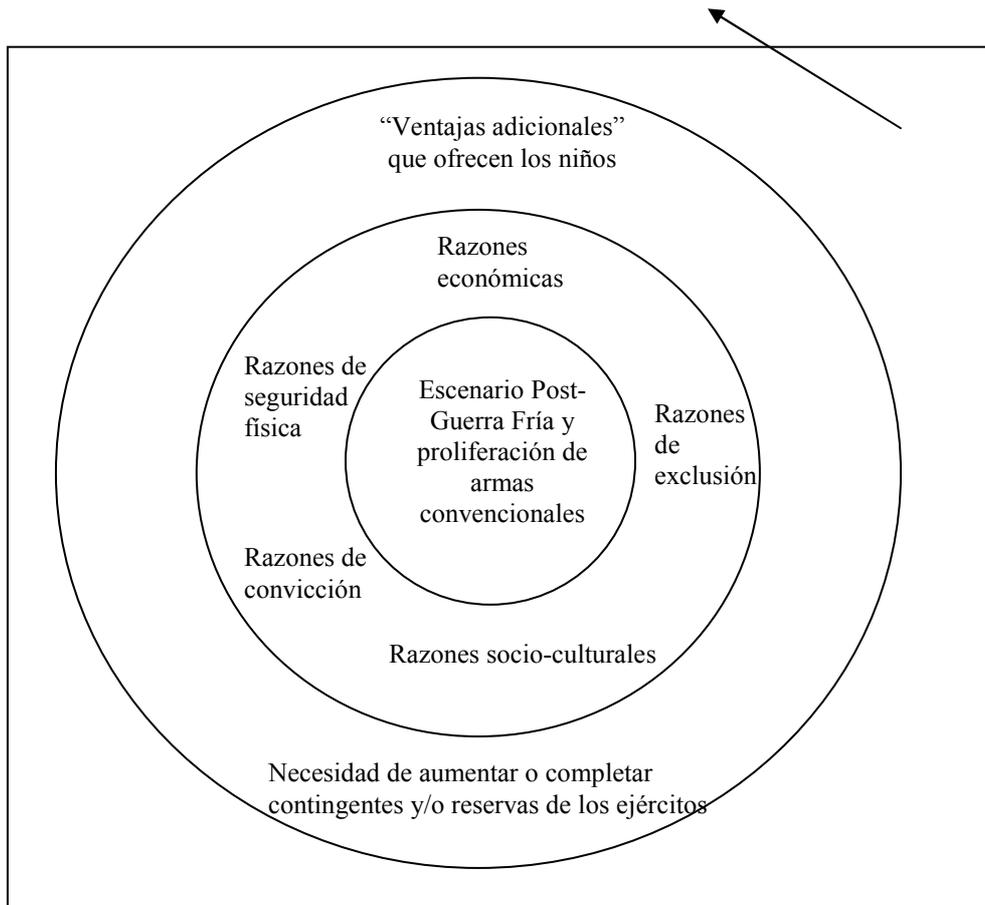 “Ventajas adicionales”
que ofrecen los niños
Razones
económicas
Razones de
seguridad
física
Escenario Post-
Guerra Fría y
proliferación de
armas
convencionales
Razones
de
exclusión
Razones de
convicción
Razones socio-culturales
Necesidad de aumentar o completar
contingentes y/o reservas de los ejércitos